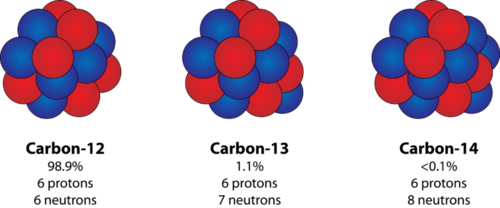 Carbon-12
98.9%
6 protons
6 neutrons
Carbon-13
1.1%
6 protons
7 neutrons
Carbon-14
<0.1%
6 protons
8 neutrons